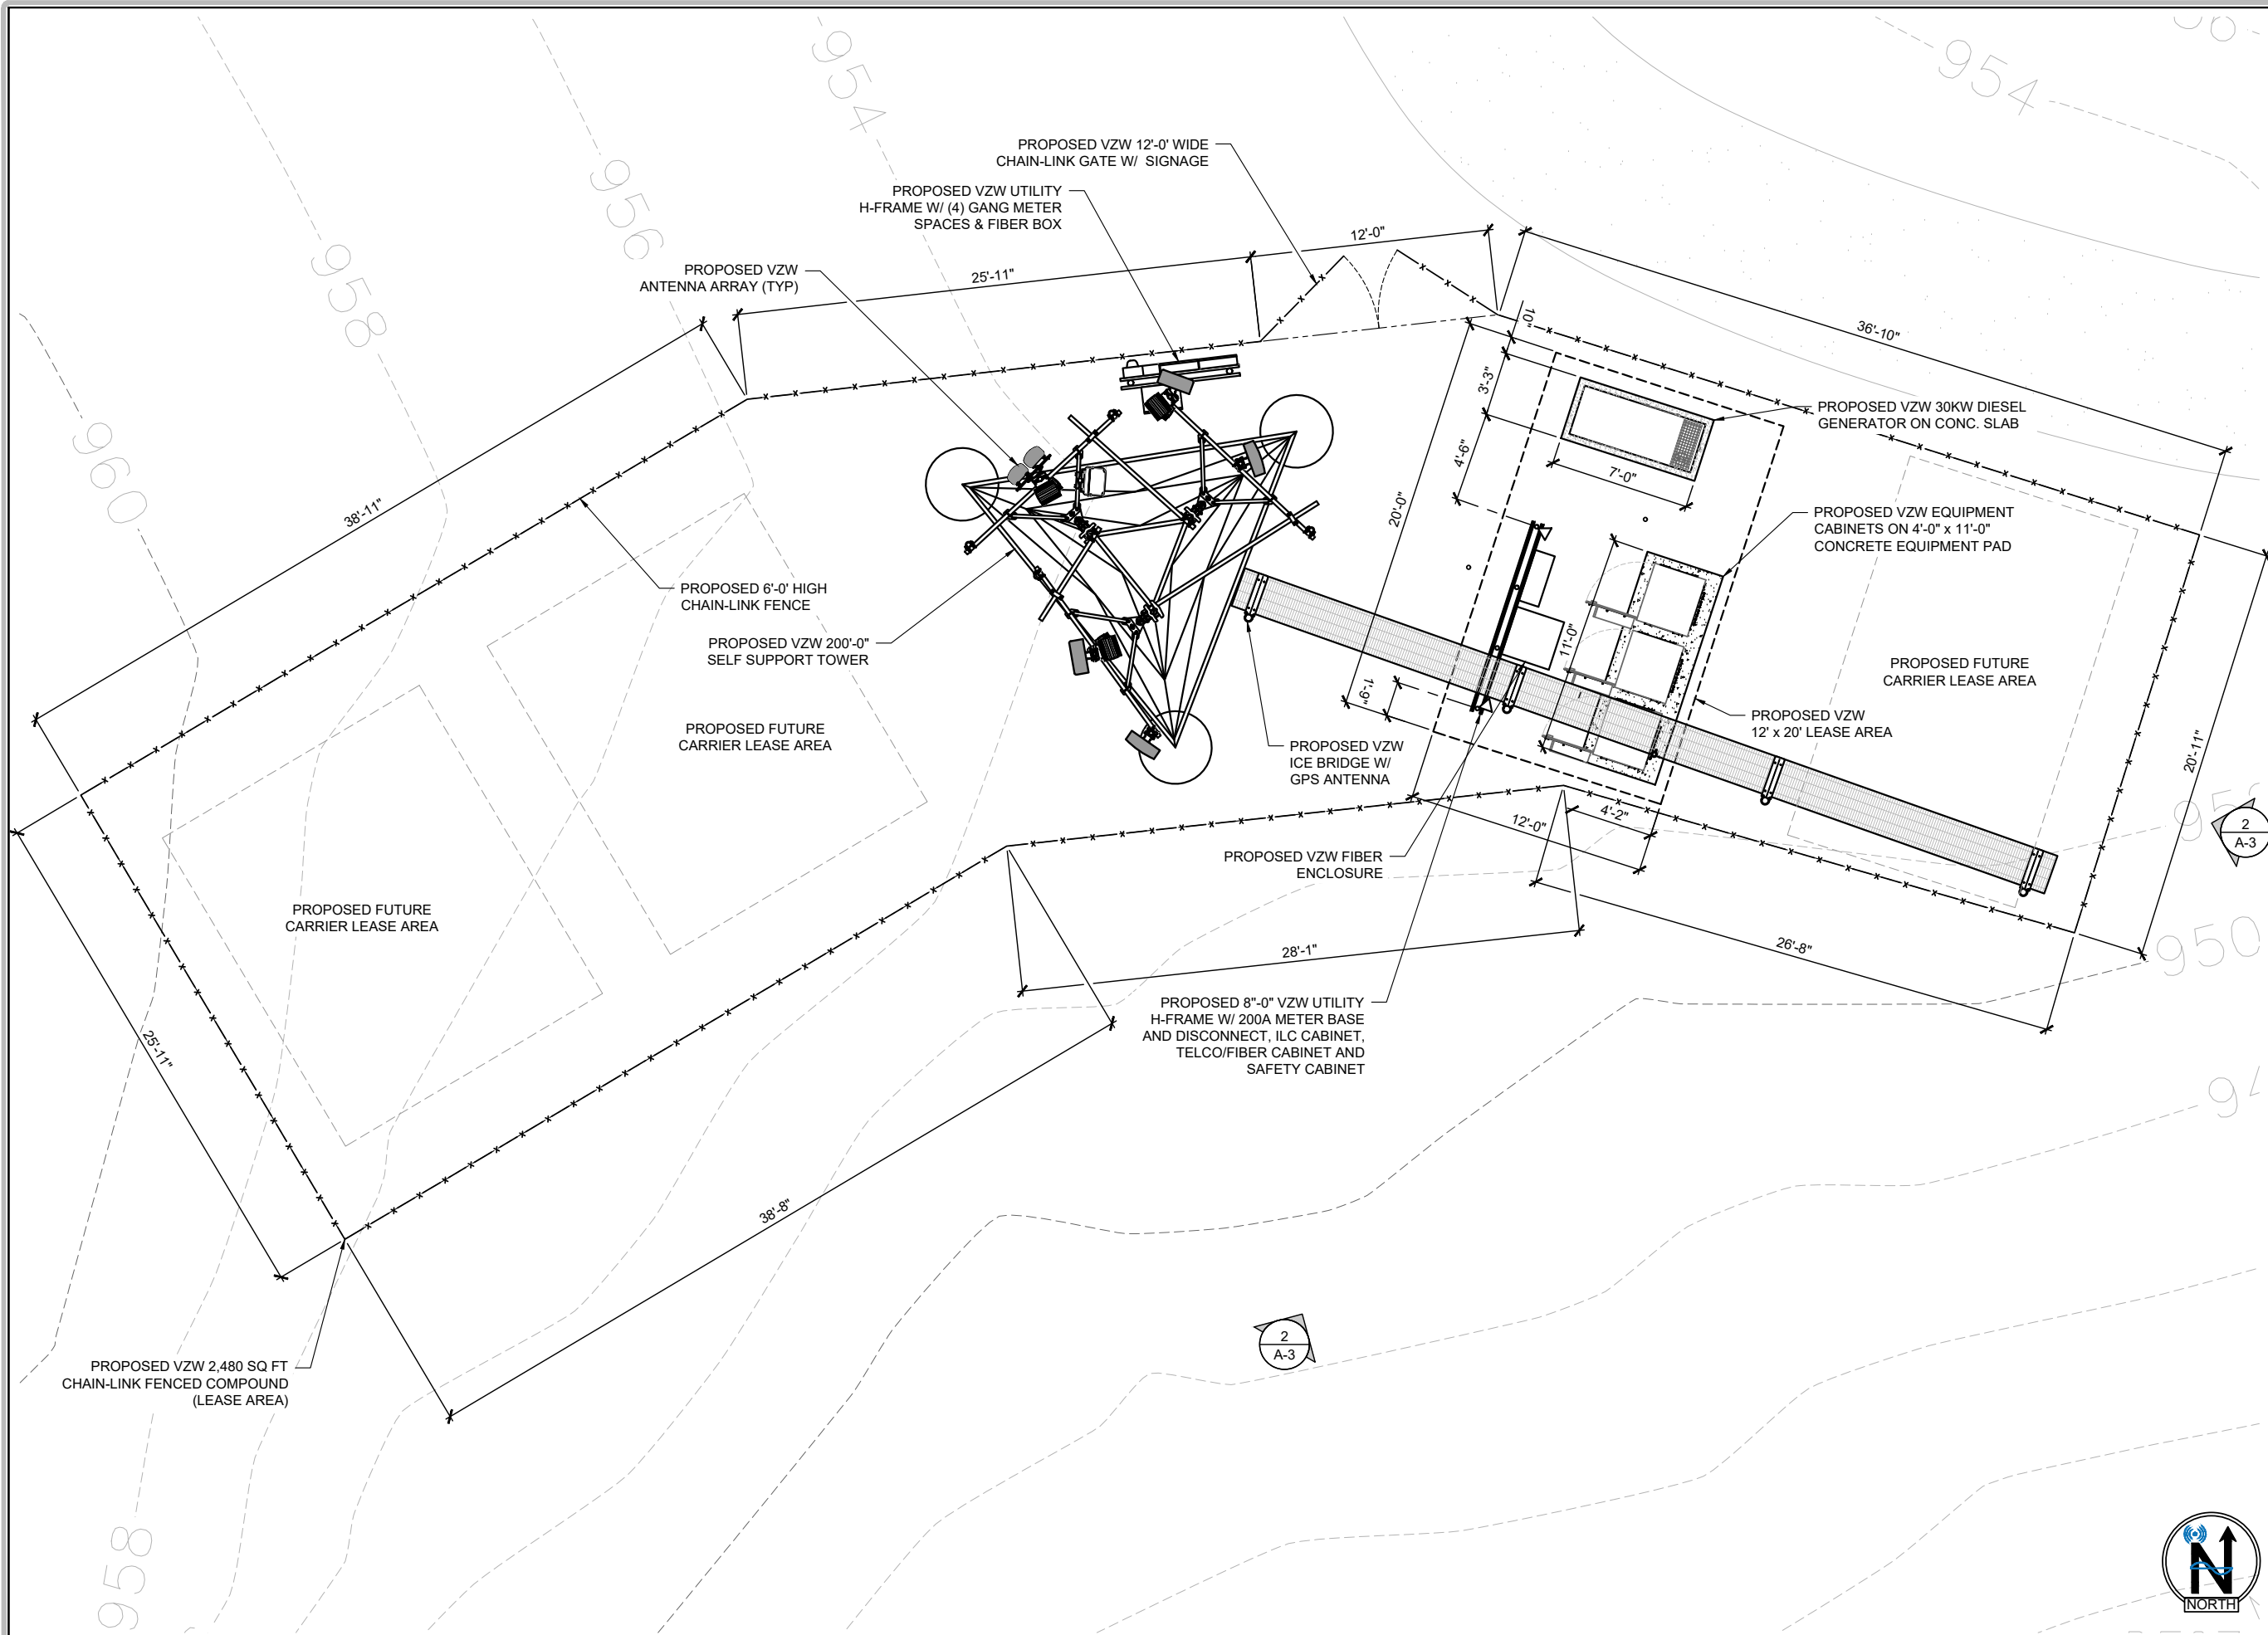 954
954
956
958
960
PROPOSED VZW 12'-0' WIDE
CHAIN-LINK GATE W/ SIGNAGE
PROPOSED VZW UTILITY
H-FRAME W/ (4) GANG METER
SPACES & FIBER BOX
PROPOSED VZW
ANTENNA ARRAY (TYP)
12'-0"
25'-11"
36'-10"
38'-11"
10"
3'-3"
4'-6"
7'-0"
20'-0"
11'-0"
1'-9"
PROPOSED VZW 30KW DIESEL
GENERATOR ON CONC. SLAB
PROPOSED VZW EQUIPMENT
CABINETS ON 4'-0" x 11'-0"
CONCRETE EQUIPMENT PAD
PROPOSED 6'-0' HIGH
CHAIN-LINK FENCE
PROPOSED VZW 200'-0"
SELF SUPPORT TOWER
PROPOSED FUTURE
CARRIER LEASE AREA
PROPOSED FUTURE
CARRIER LEASE AREA
PROPOSED VZW
12' x 20' LEASE AREA
PROPOSED VZW
ICE BRIDGE W/
GPS ANTENNA
20'-11"
12'-0"
4'-2"
2
A-3
PROPOSED VZW FIBER
ENCLOSURE
PROPOSED FUTURE
CARRIER LEASE AREA
28'-1"
26'-8"
950
PROPOSED 8"-0" VZW UTILITY
H-FRAME W/ 200A METER BASE
AND DISCONNECT, ILC CABINET,
TELCO/FIBER CABINET AND
SAFETY CABINET
25'-11"
38'-8"
2
A-3
PROPOSED VZW 2,480 SQ FT
CHAIN-LINK FENCED COMPOUND
(LEASE AREA)
958
N
NORTH